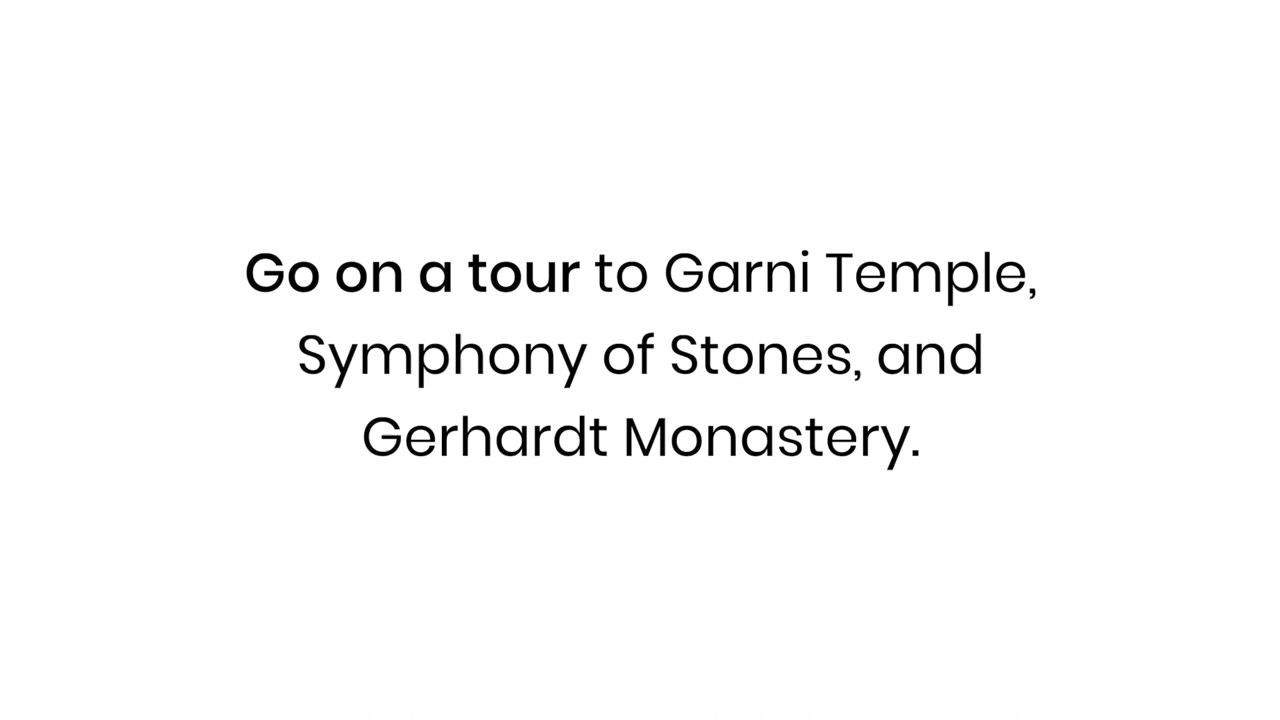 Go on a tour to Garni Temple,
Symphony of Stones, and
Gerhardt Monastery.